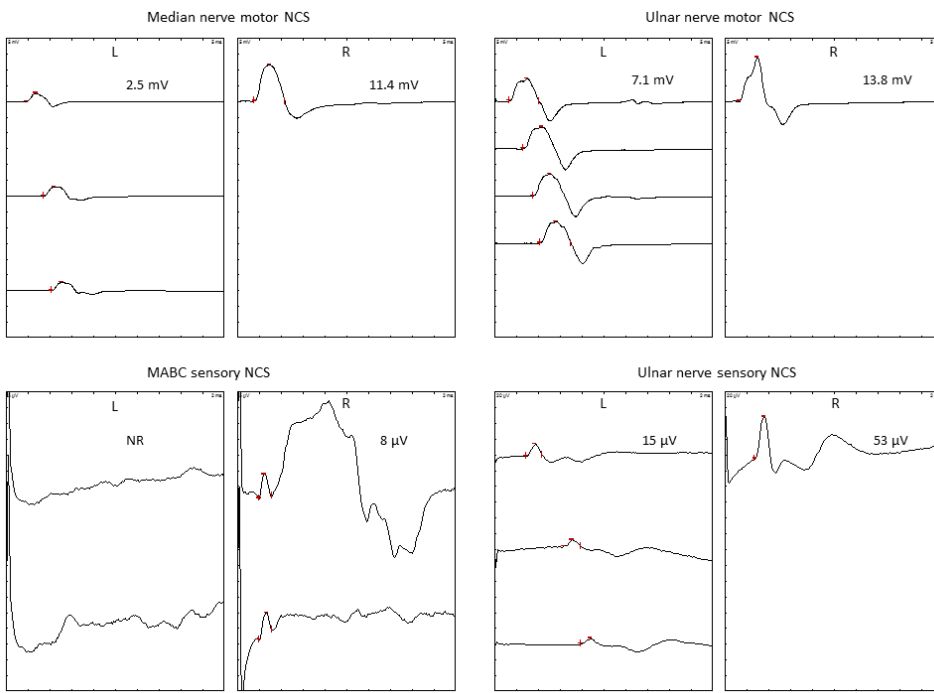 Median nerve motor NCS
Ulnar nerve motor NCS
L
R
L
R
2.5 mV
11.4 mV
7.1 mV
13.8 mV
MABC sensory NCS
Ulnar nerve sensory NCS
L
R
L
R
NR
8 µV
15 µV
53 µV